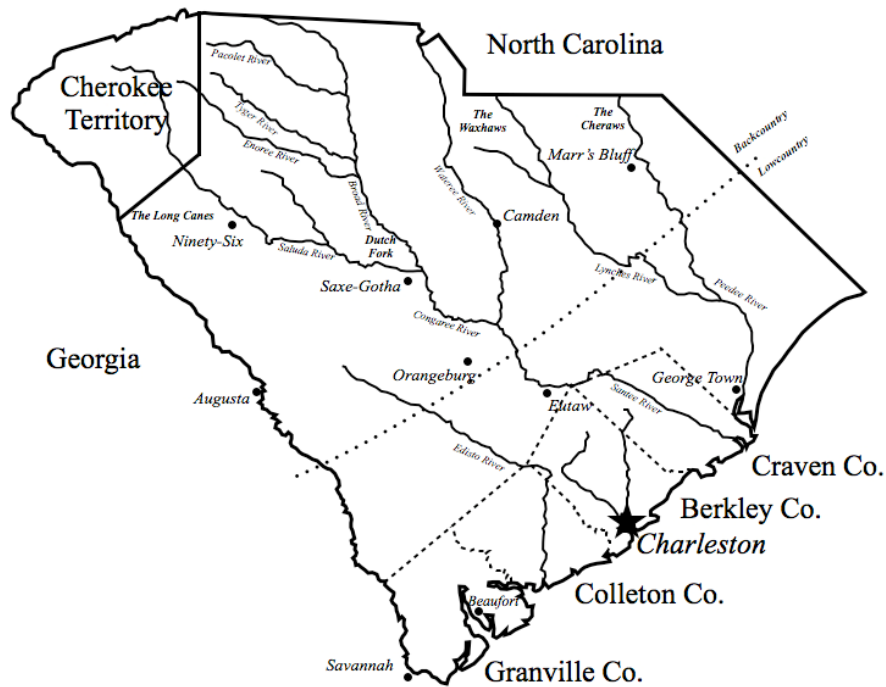 North Carolina
Pacolet River
Cherokee
Territory
Tyger River
Enoree River
The
Waxhaws
The
Cheraws
Backcountry
Lowcountry
Marr's Bluff
Wateree River
Broad River
The Long Canes
Ninety-Six
Camden
Dutch
Fork
Saluda River
Saxe-Gotha
Lynches River
Peedee River
Congaree River
Georgia
Orangeburg
George Town
Augusta
Eutaw
Santee River
Edisto River
Craven Co.
Berkley Co.
Charleston
Colleton Co.
Beaufort
Savannah
Granville Co.